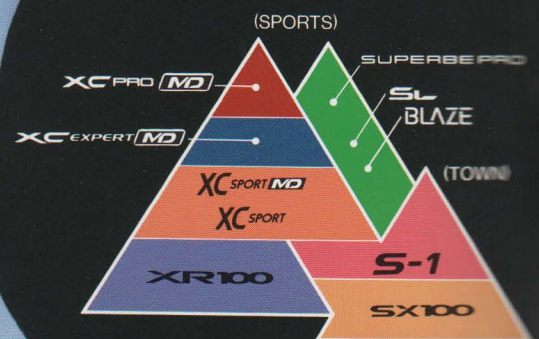 (SPORTS)
SUPERBE PRO
XC PRO MD
SL
BLAZE
XC EXPERT MD
(TOWN)
XC SPORT MD
XC SPORT
S-1
XR100
SX100